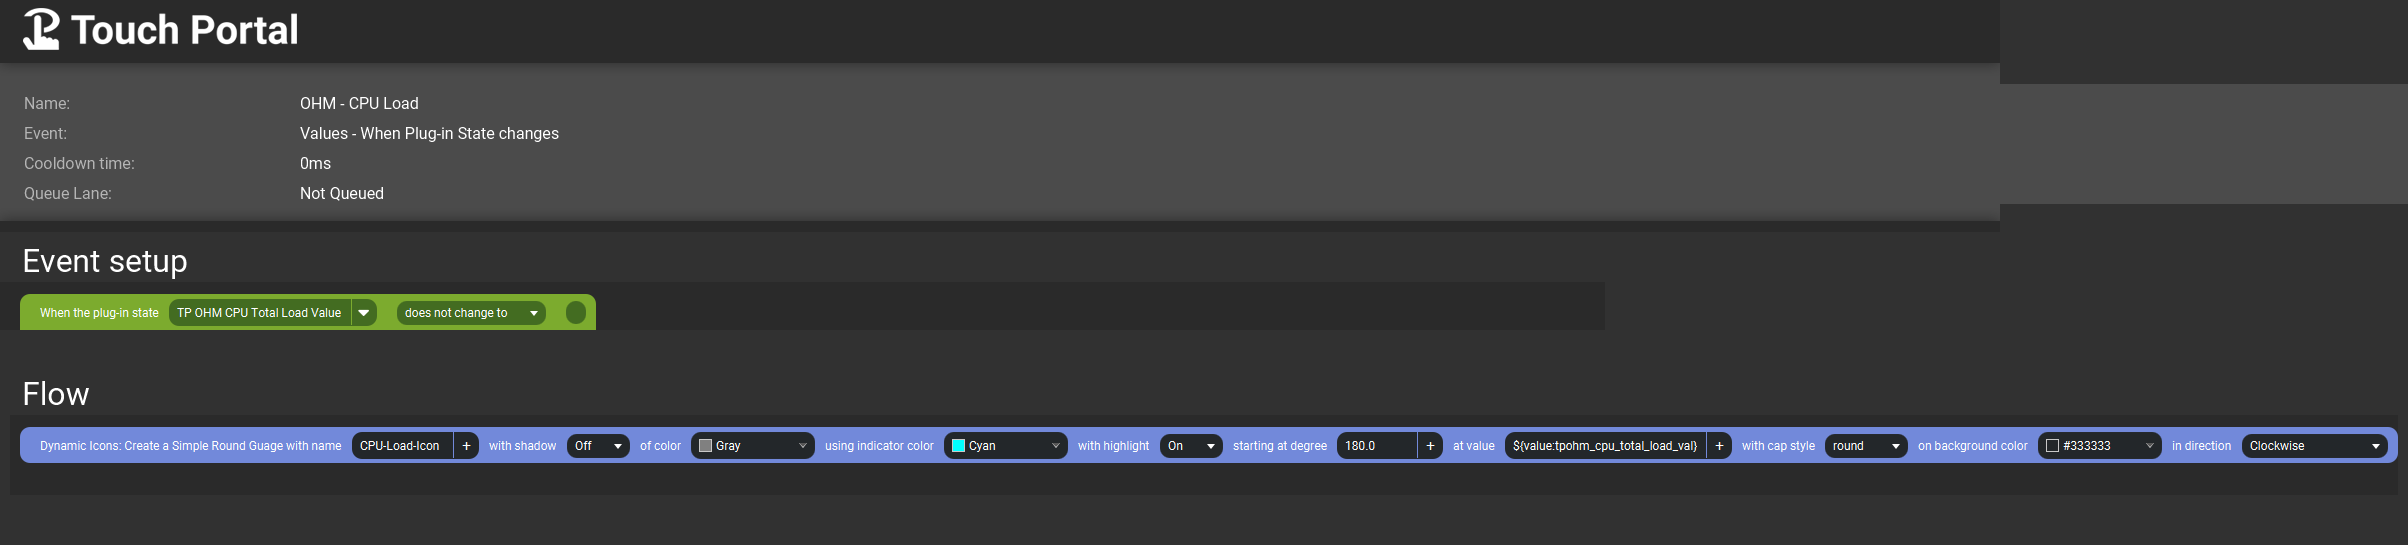 Touch Portal
Name: OHM - CPU Load
Event: Values - When Plug-in State changes
Cooldown time: 0ms
Queue Lane: Not Queued
Event setup
When the plug-in state TP OHM CPU Total Load Value does not change to
Flow
Dynamic Icons: Create a Simple Round Guage with name CPU-Load-Icon + with shadow Off of color Gray using indicator color Cyan with highlight On starting at degree 180.0 + at value ${value:tpohm_cpu_total_load_val} + with cap style round on background color #333333 in direction Clockwise